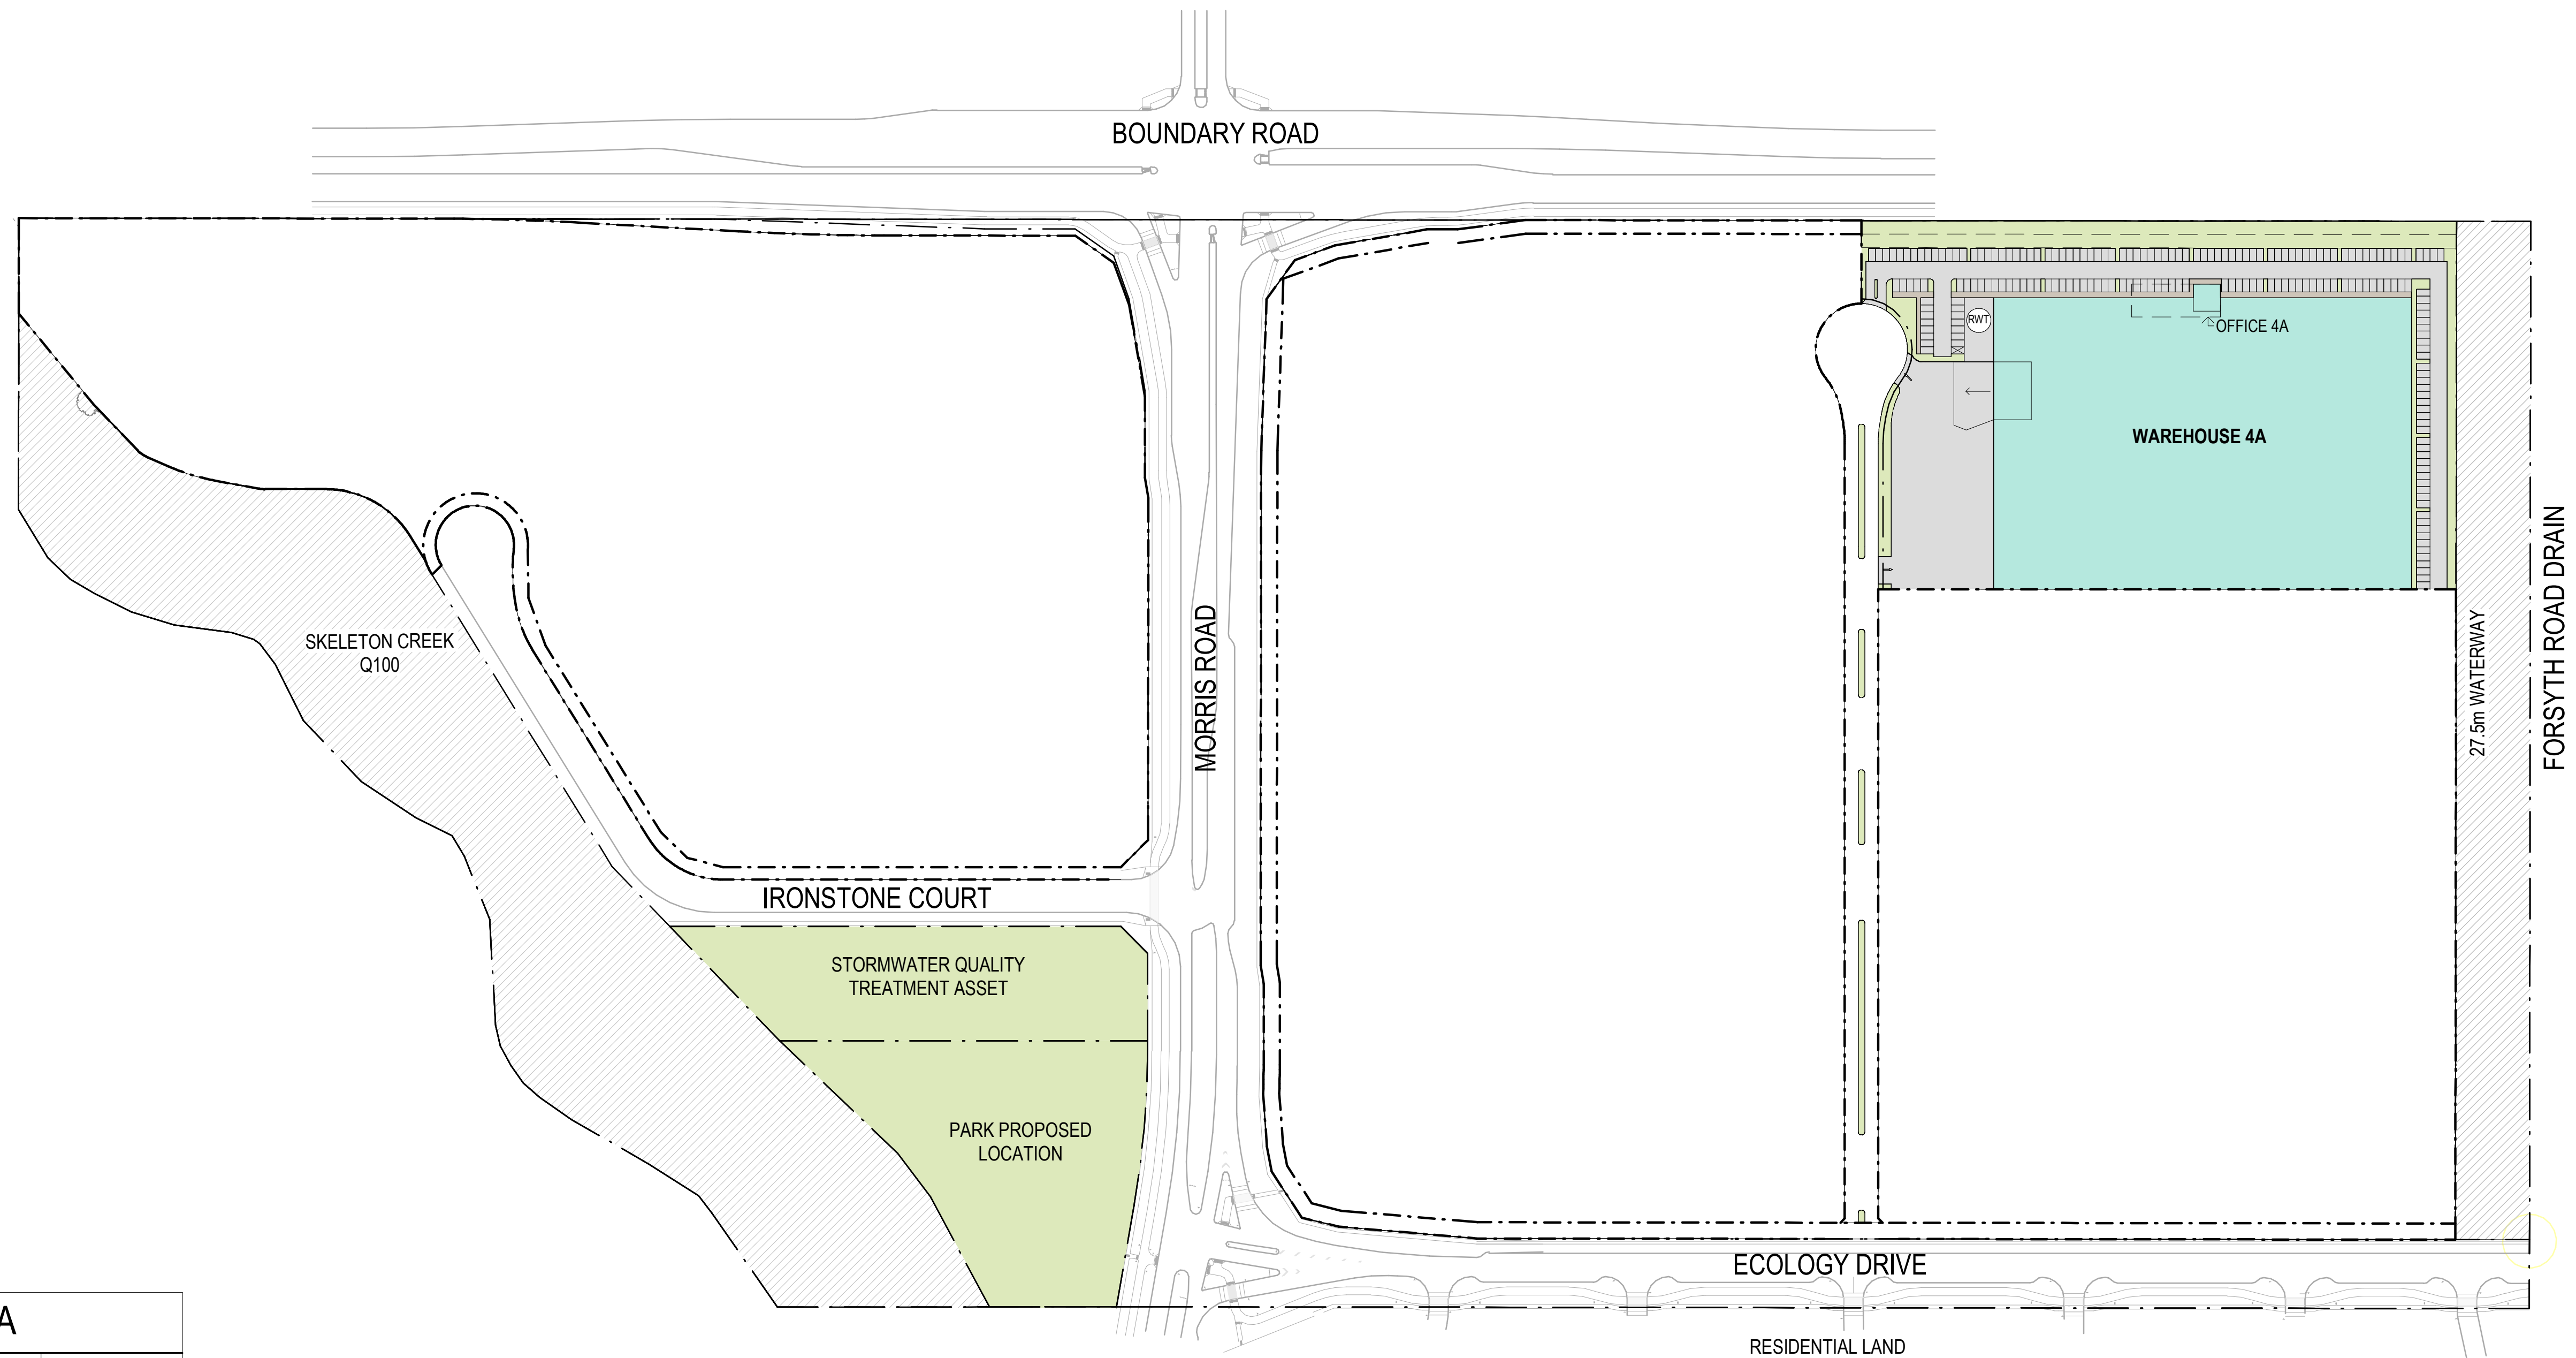 BOUNDARY ROAD
RWT
OFFICE 4A
WAREHOUSE 4A
FORSYTH ROAD DRAIN
27.5m WATERWAY
SKELETON CREEK
Q100
MORRIS ROAD
IRONSTONE COURT
STORMWATER QUALITY
TREATMENT ASSET
PARK PROPOSED
LOCATION
ECOLOGY DRIVE
A
RESIDENTIAL LAND